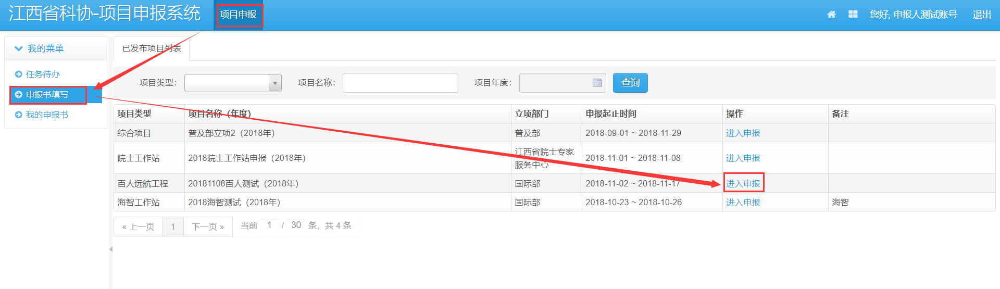 江西省科协-项目申报系统
项目申报
您好, 申报人测试账号
退出
我的菜单
任务待办
申报书填写
我的申报书
已发布项目列表
项目类型：
项目名称：
项目年度：
查询
项目类型 项目名称（年度） 立项部门 申报起止时间 操作 备注
综合项目 普及部立项2（2018年） 普及部 2018-09-01 ~ 2018-11-29 进入申报
院士工作站 2018院士工作站申报（2018年） 江西省院士专家 2018-11-01 ~ 2018-11-08 进入申报
服务中心
百人远航工程 20181108百人测试（2018年） 国际部 2018-11-02 ~ 2018-11-17 进入申报
海智工作站 2018海智测试（2018年） 国际部 2018-10-23 ~ 2018-10-26 进入申报 海智
« 上一页 1 下一页 » 当前 1 / 30 条，共 4 条